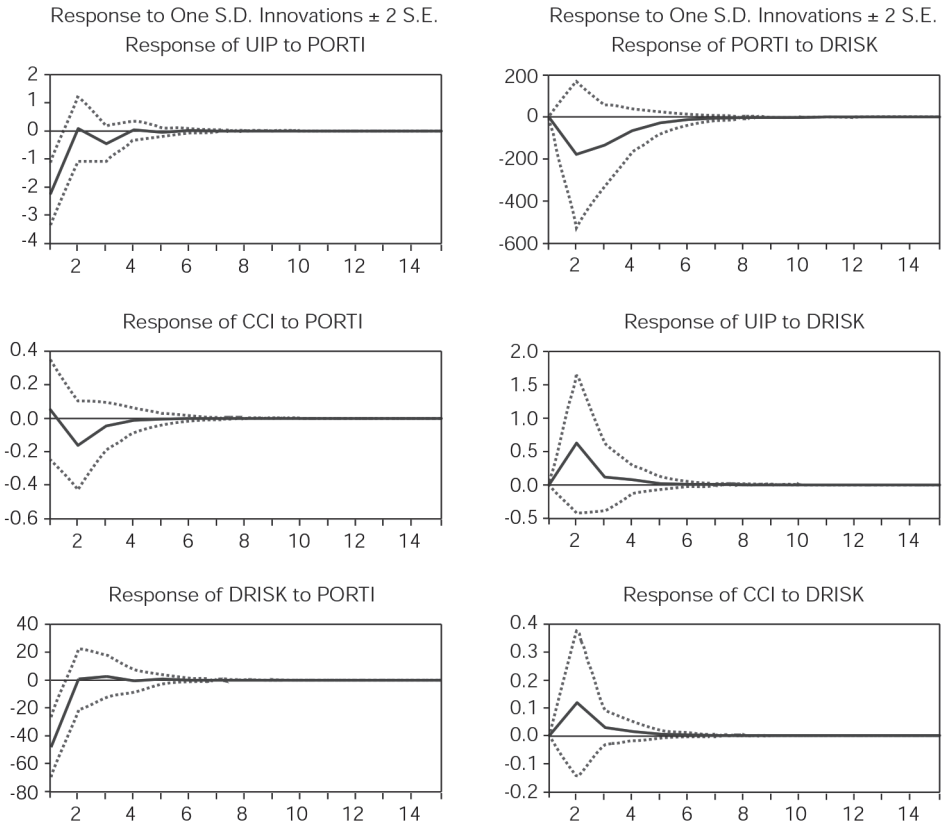 Response to One S.D. Innovations ± 2 S.E.
Response of UIP to PORTI
2
1
0
-1
-2
-3
-4
2 4 6 8 10 12 14
Response of CCI to PORTI
0.4
0.2
0.0
-0.2
-0.4
-0.6
2 4 6 8 10 12 14
Response of DRISK to PORTI
40
20
0
-20
-40
-60
-80
2 4 6 8 10 12 14
Response to One S.D. Innovations ± 2 S.E.
Response of PORTI to DRISK
200
0
-200
-400
-600
2 4 6 8 10 12 14
Response of UIP to DRISK
2.0
1.5
1.0
0.5
0.0
-0.5
2 4 6 8 10 12 14
Response of CCI to DRISK
0.4
0.3
0.2
0.1
0.0
-0.1
-0.2
2 4 6 8 10 12 14